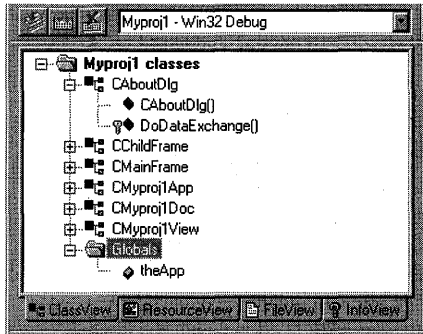 Myproj1 - Win32 Debug
Myproj1 classes
CAboutDlg
CAboutDlg()
DoDataExchange()
CChildFrame
CMainFrame
CMyproj1App
CMyproj1Doc
CMyproj1View
Globals
theApp
ClassView ResourceView FileView InfoView